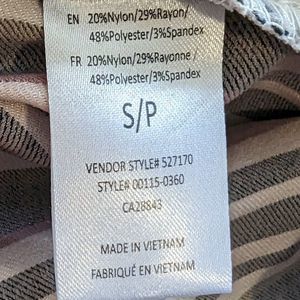 EN 20%Nylon/29%Rayon/
48%Polyester/3%Spandex
FR 20%Nylon/29%Rayonne/
48%Polyester/3%Spandex
S/P
VENDOR STYLE# 527170
STYLE# 00115-0360
CA28843
MADE IN VIETNAM
FABRIQUÉ EN VIETNAM